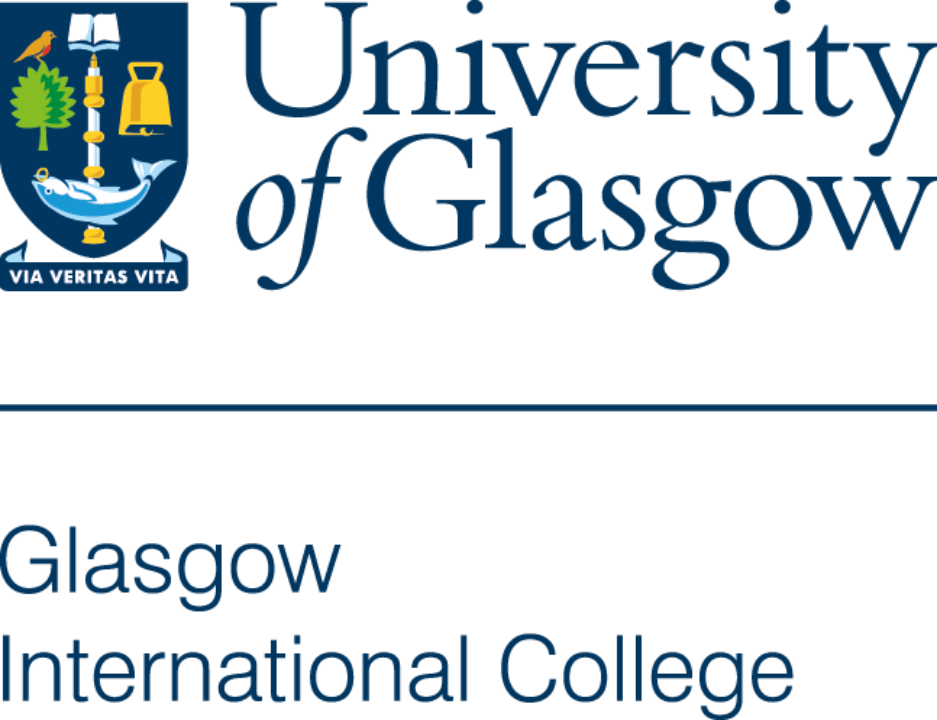 University
of Glasgow
VIA VERITAS VITA
Glasgow
International College